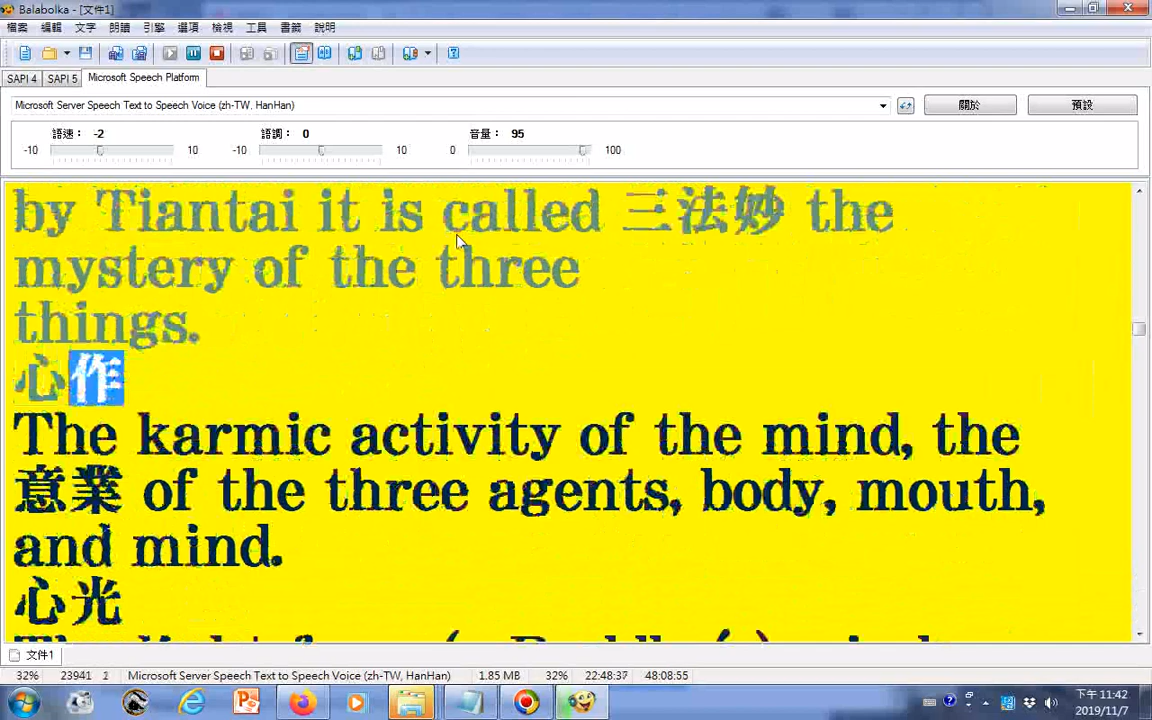 Balabolka - [文件1]
檔案 編輯 文字 朗讀 引擎 選項 檢視 工具 書籤 說明
SAPI 4 SAPI 5 Microsoft Speech Platform
Microsoft Server Speech Text to Speech Voice (zh-TW, HanHan) 關於 預設
語速： -2 語調： 0 音量： 95
-10 10 -10 10 0 100
by Tiantai it is called 三法妙 the
mystery of the three
things.
心作
The karmic activity of the mind, the
意業 of the three agents, body, mouth,
and mind.
心光
文件1
32% 23941 Microsoft Server Speech Text to Speech Voice (zh-TW, HanHan) 1.85 MB 32% 22:48:37 48:08:55
下午 11:42
2019/11/7